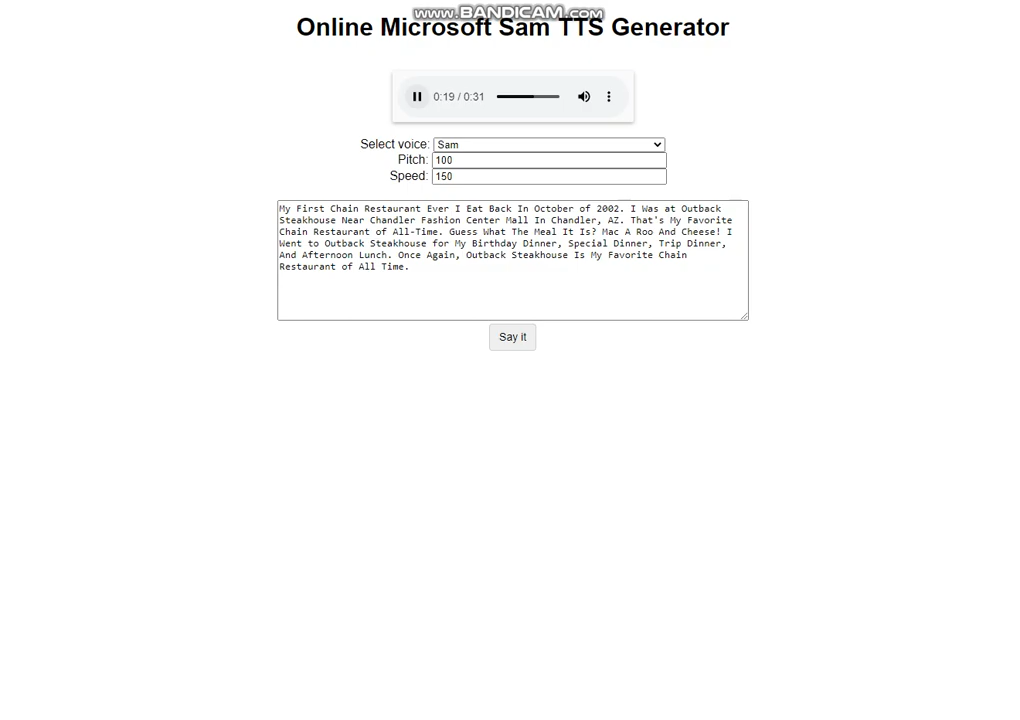 www.BANDICAM.com
Online Microsoft Sam TTS Generator
0:19 / 0:31
Select voice: Sam
Pitch: 100
Speed: 150
My First Chain Restaurant Ever I Eat Back In October of 2002. I Was at Outback
Steakhouse Near Chandler Fashion Center Mall In Chandler, AZ. That's My Favorite
Chain Restaurant of All-Time. Guess What The Meal It Is? Mac A Roo And Cheese! I
Went to Outback Steakhouse for My Birthday Dinner, Special Dinner, Trip Dinner,
And Afternoon Lunch. Once Again, Outback Steakhouse Is My Favorite Chain
Restaurant of All Time.
Say it